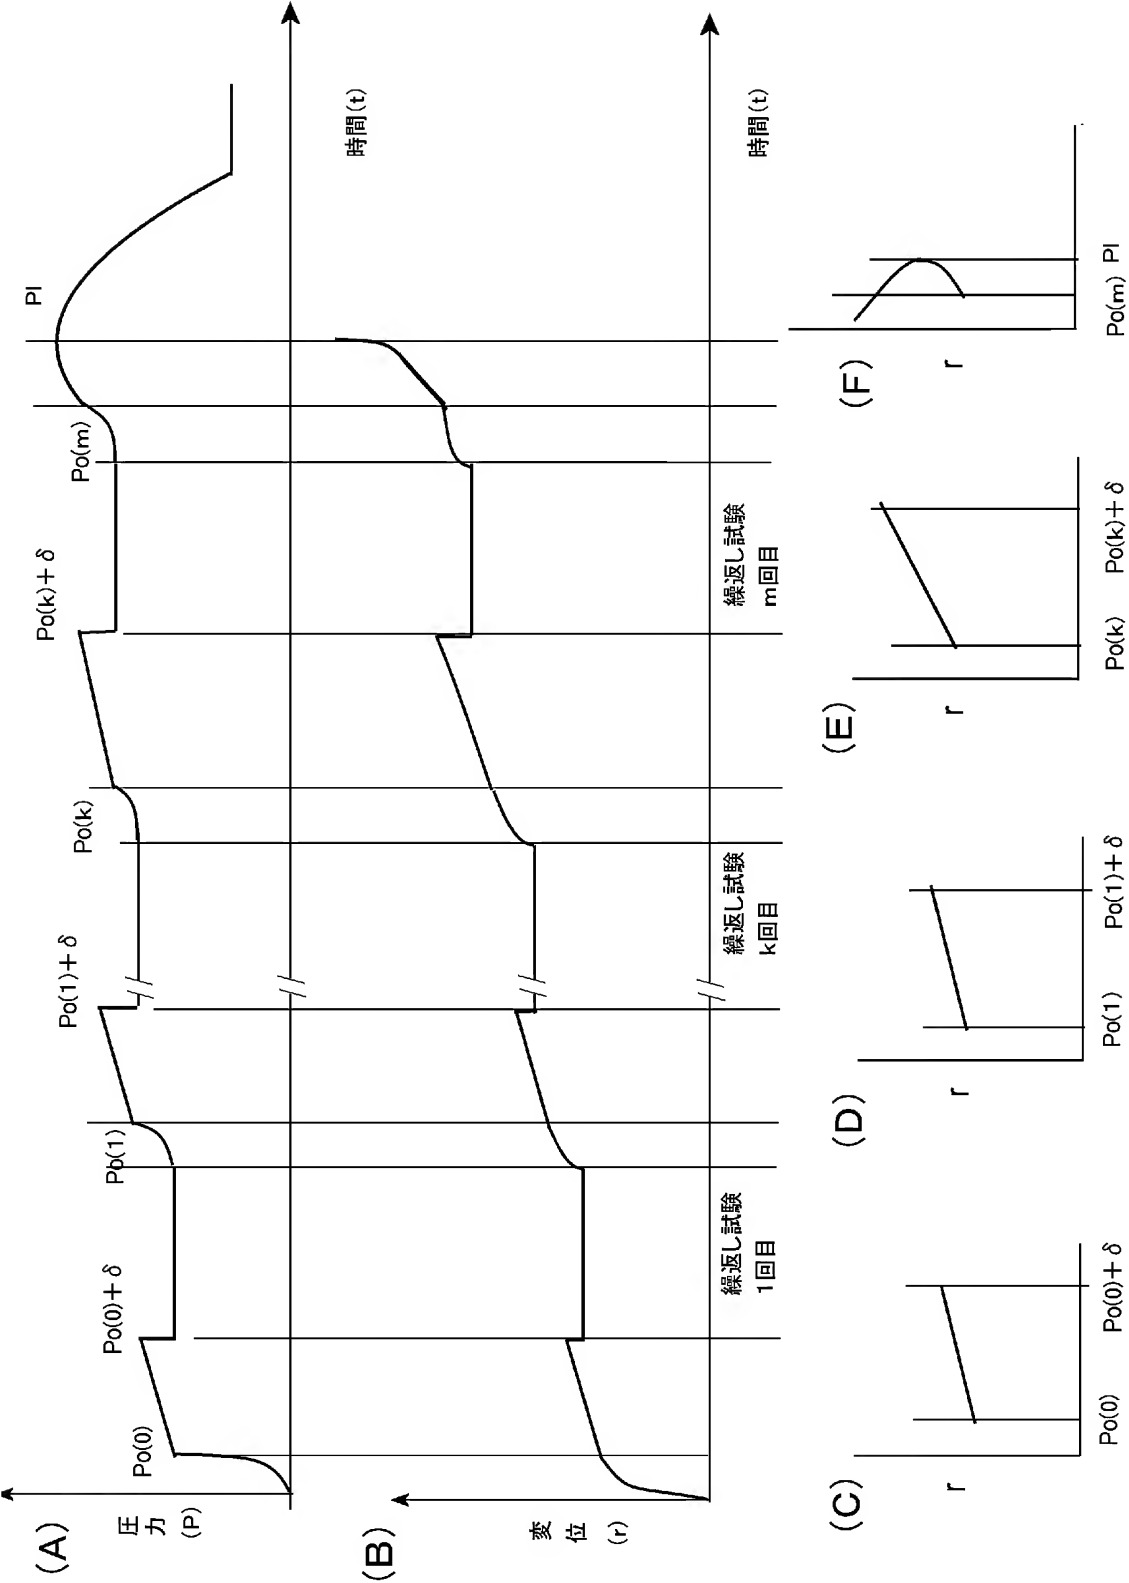 (A)
圧力
(P)
Po(0)
Po(0)+δ
Po(1)
Po(1)+δ
Po(k)
Po(k)+δ
Po(m)
Pl
時間(t)
(B)
変位
(r)
繰返し試験
1回目
繰返し試験
k回目
繰返し試験
m回目
時間(t)
(C)
r
Po(0)
Po(0)+δ
(D)
r
Po(1)
Po(1)+δ
(E)
r
Po(k)
Po(k)+δ
(F)
r
Po(m)
Pl